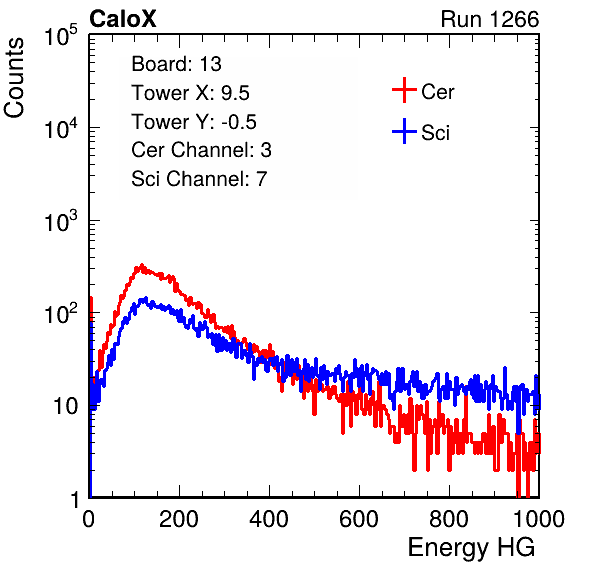 CaloX Run 1266
Counts
10^5
10^4
10^3
10^2
10
1
Board: 13
Tower X: 9.5
Tower Y: -0.5
Cer Channel: 3
Sci Channel: 7
Cer
Sci
0 200 400 600 800 1000
Energy HG